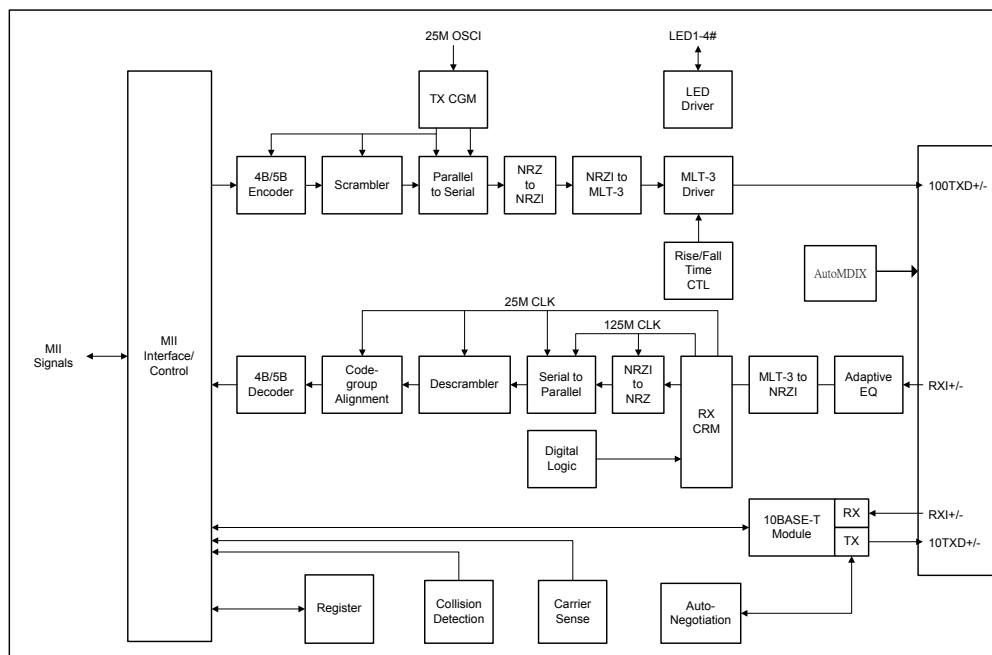 25M OSCI
LED1-4#
TX CGM
LED
Driver
4B/5B
Encoder
Scrambler
Parallel
to Serial
NRZ
to
NRZI
NRZI to
MLT-3
MLT-3
Driver
100TXD+/-
Rise/Fall
Time
CTL
AutoMDIX
25M CLK
125M CLK
MII
Signals
MII
Interface/
Control
4B/5B
Decoder
Code-
group
Alignment
Descrambler
Serial to
Parallel
NRZI
to
NRZ
RX
CRM
MLT-3 to
NRZI
Adaptive
EQ
RXI+/-
Digital
Logic
10BASE-T
Module
RX
TX
RXI+/-
10TXD+/-
Register
Collision
Detection
Carrier
Sense
Auto-
Negotiation